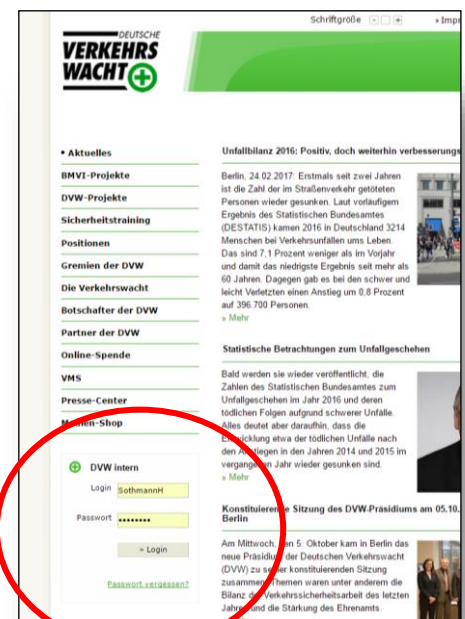 Schriftgröße - + » Impr
DEUTSCHE
VERKEHRS
WACHT
• Aktuelles
BMVI-Projekte
DVW-Projekte
Sicherheitstraining
Positionen
Gremien der DVW
Die Verkehrswacht
Botschafter der DVW
Partner der DVW
Online-Spende
VMS
Presse-Center
Medien-Shop
DVW intern
Login SothmannH
Passwort ••••••••
» Login
Passwort vergessen?
Unfallbilanz 2016: Positiv, doch weiterhin verbesserungs
Berlin, 24.02.2017: Erstmals seit zwei Jahren
ist die Zahl der im Straßenverkehr getöteten
Personen wieder gesunken. Laut vorläufigem
Ergebnis des Statistischen Bundesamtes
(DESTATIS) kamen 2016 in Deutschland 3214
Menschen bei Verkehrsunfällen ums Leben.
Das sind 7,1 Prozent weniger als im Vorjahr
und damit das niedrigste Ergebnis seit mehr als
60 Jahren. Dagegen gab es bei den schwer und
leicht Verletzten einen Anstieg um 0,8 Prozent
auf 396.700 Personen.
» Mehr
Statistische Betrachtungen zum Unfallgeschehen
Bald werden sie wieder veröffentlicht, die
Zahlen des Statistischen Bundesamtes zum
Unfallgeschehen im Jahr 2016 und deren
tödlichen Folgen aufgrund schwerer Unfälle.
Alles deutet aber daraufhin, dass die
Entwicklung etwa der tödlichen Unfälle nach
den Anstiegen in den Jahren 2014 und 2015 im
vergangenen Jahr wieder gesunken sind.
» Mehr
Konstituierende Sitzung des DVW-Präsidiums am 05.10.
Berlin
Am Mittwoch, den 5. Oktober kam in Berlin das
neue Präsidium der Deutschen Verkehrswacht
(DVW) zu seiner konstituierenden Sitzung
zusammen. Themen waren unter anderem die
Bilanz der Verkehrssicherheitsarbeit des letzten
Jahres und die Stärkung des Ehrenamts.